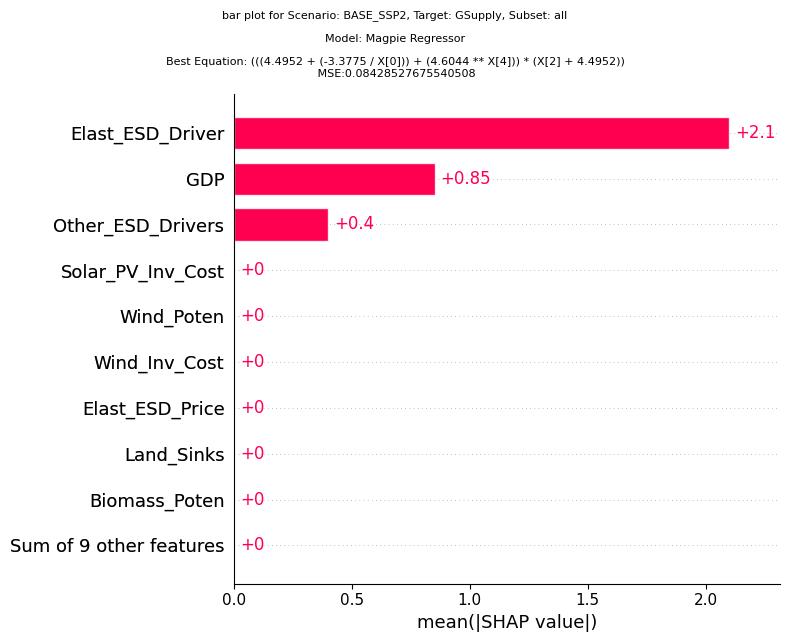 bar plot for Scenario: BASE_SSP2, Target: GSupply, Subset: all
Model: Magpie Regressor
Best Equation: (((4.4952 + (-3.3775 / X[0])) + (4.6044 ** X[4])) * (X[2] + 4.4952))
MSE:0.08428527675540508
Elast_ESD_Driver +2.1
GDP +0.85
Other_ESD_Drivers +0.4
Solar_PV_Inv_Cost +0
Wind_Poten +0
Wind_Inv_Cost +0
Elast_ESD_Price +0
Land_Sinks +0
Biomass_Poten +0
Sum of 9 other features +0
0.0 0.5 1.0 1.5 2.0
mean(|SHAP value|)